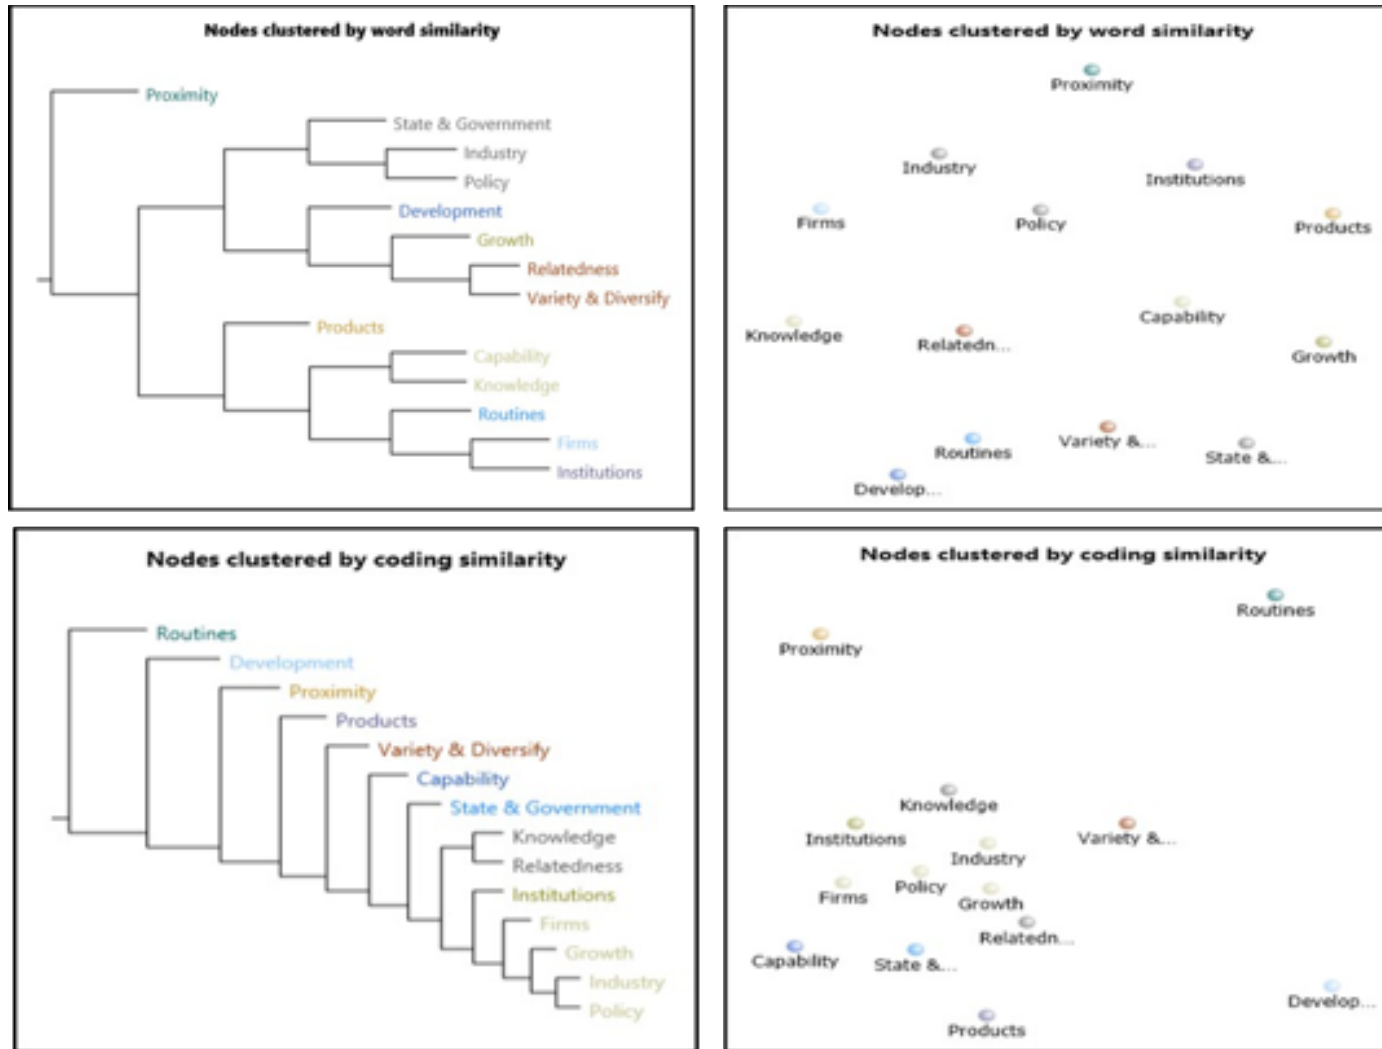 Nodes clustered by word similarity
Proximity
State & Government
Industry
Policy
Development
Growth
Relatedness
Variety & Diversify
Products
Capability
Knowledge
Routines
Firms
Institutions
Nodes clustered by word similarity
Proximity
Industry
Institutions
Firms
Policy
Products
Capability
Knowledge
Relatedn...
Growth
Variety &...
Routines
State &...
Develop...
Nodes clustered by coding similarity
Routines
Development
Proximity
Products
Variety & Diversify
Capability
State & Government
Knowledge
Relatedness
Institutions
Firms
Growth
Industry
Policy
Nodes clustered by coding similarity
Routines
Proximity
Knowledge
Institutions
Variety &...
Industry
Policy
Firms
Growth
Relatedn...
Capability
State &...
Develop...
Products